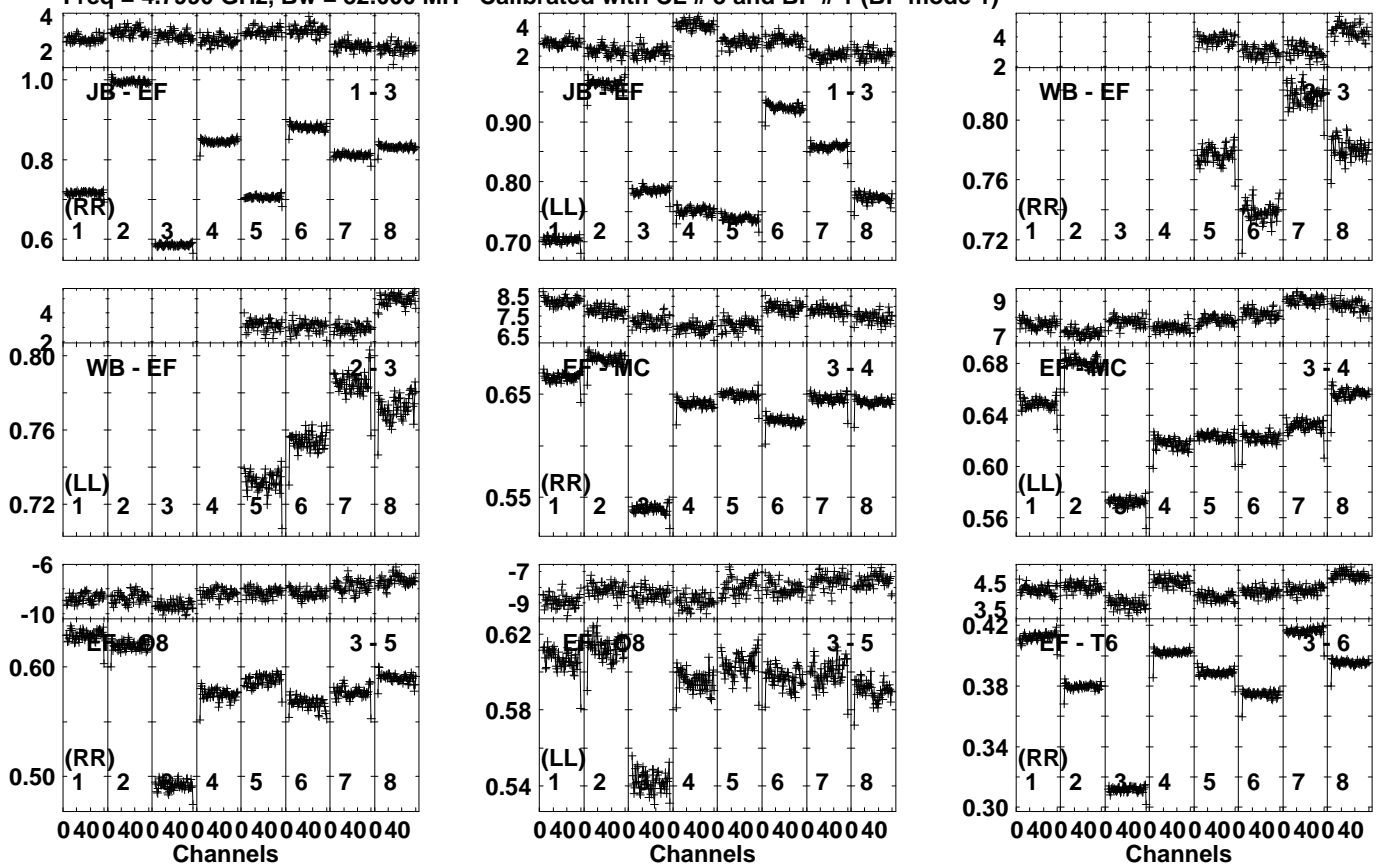 4 2 4 2 4 2
1.0 0.8 0.6 JB - EF 1 - 3 (RR) 1 2 3 4 5 6 7 8
0.90 0.80 0.70 JB - EF 1 - 3 (LL) 1 2 3 4 5 6 7 8
0.80 0.76 0.72 WB - EF 2 - 3 (RR) 1 2 3 4 5 6 7 8
4 2 8.5 7.5 6.5 9 7
0.80 0.76 0.72 WB - EF 2 - 3 (LL) 1 2 3 4 5 6 7 8
0.65 0.55 EF - MC 3 - 4 (RR) 1 2 3 4 5 6 7 8
0.68 0.64 0.60 0.56 EF - MC 3 - 4 (LL) 1 2 3 4 5 6 7 8
-6 -10 -7 -9 4.5 3.5
0.60 0.50 EF - O8 3 - 5 (RR) 1 2 3 4 5 6 7 8
0.62 0.58 0.54 EF - O8 3 - 5 (LL) 1 2 3 4 5 6 7 8
0.42 0.38 0.34 0.30 EF - T6 3 - 6 (RR) 1 2 3 4 5 6 7 8
0 40 0 40 0 40 0 40 0 40 0 40 0 40 0 40 0 40 0 40 0 40 0 40 0 40 0 40 0 40 0 40 0 40 0 40 0 40 0 40 0 40 0 40 0 40 0 40
Channels Channels Channels